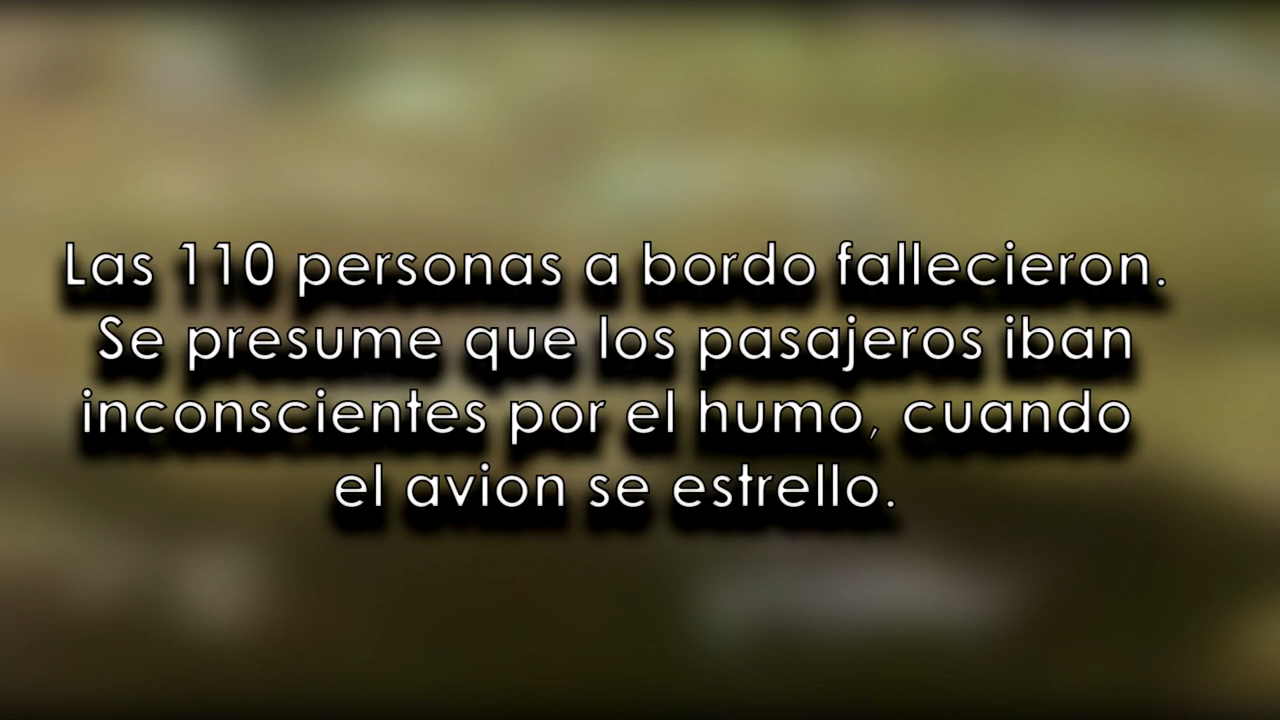 Las 110 personas a bordo fallecieron.
Se presume que los pasajeros iban
inconscientes por el humo, cuando
el avion se estrello.